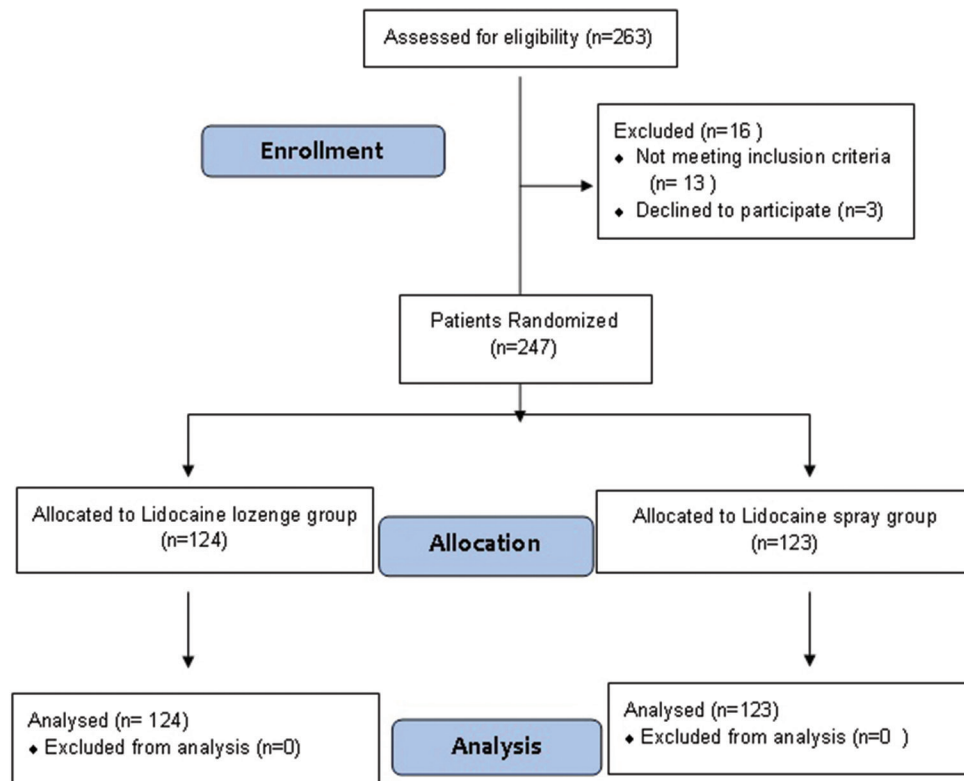 Assessed for eligibility (n=263)
Enrollment
Excluded (n=16 )
♦ Not meeting inclusion criteria
(n= 13 )
♦ Declined to participate (n=3)
Patients Randomized
(n=247)
Allocated to Lidocaine lozenge group
(n=124)
Allocation
Allocated to Lidocaine spray group
(n=123)
Analysed (n= 124)
♦ Excluded from analysis (n=0)
Analysis
Analysed (n=123)
♦ Excluded from analysis (n=0 )